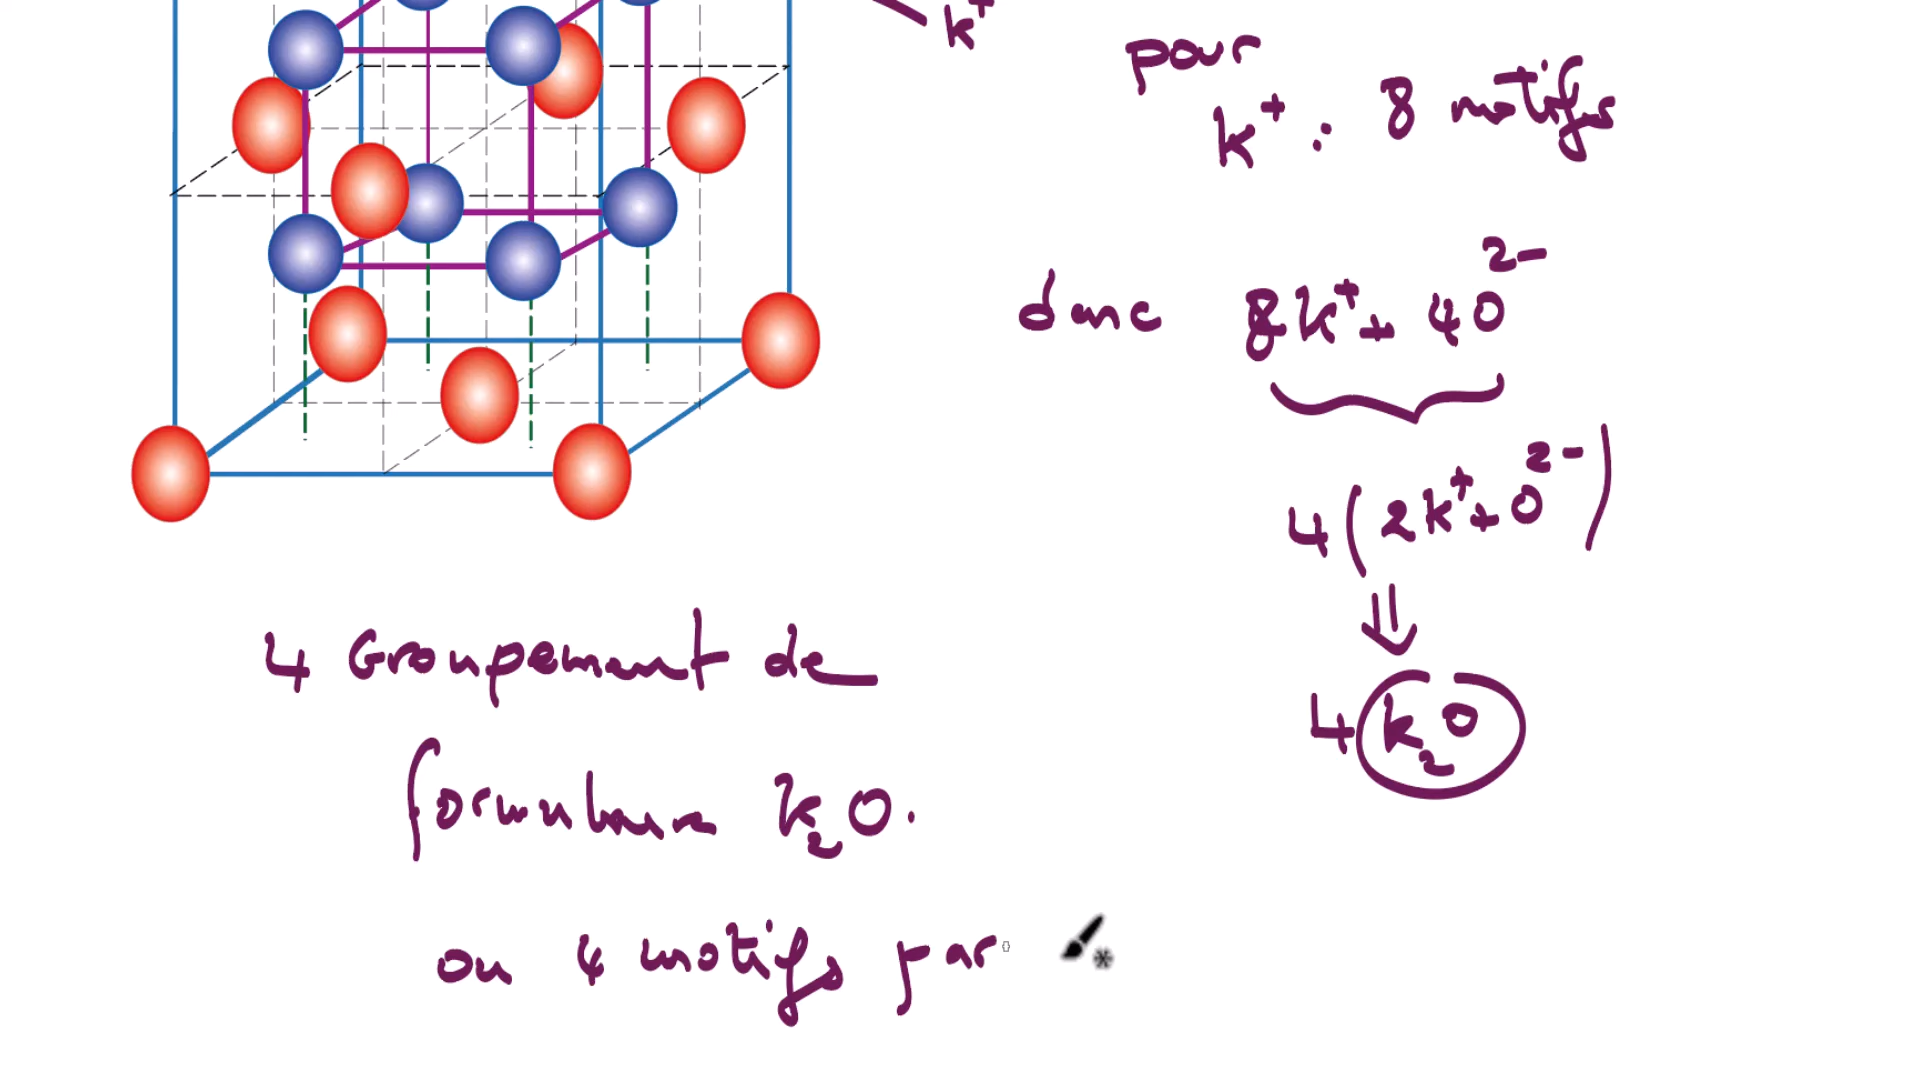 k⁺
pour
k⁺ : 8 motifs
donc 8k⁺ + 4O²⁻
4(2k⁺ + O²⁻)
⇓
4 k₂O
4 Groupement de
formulaire k₂O.
ou 4 motifs par